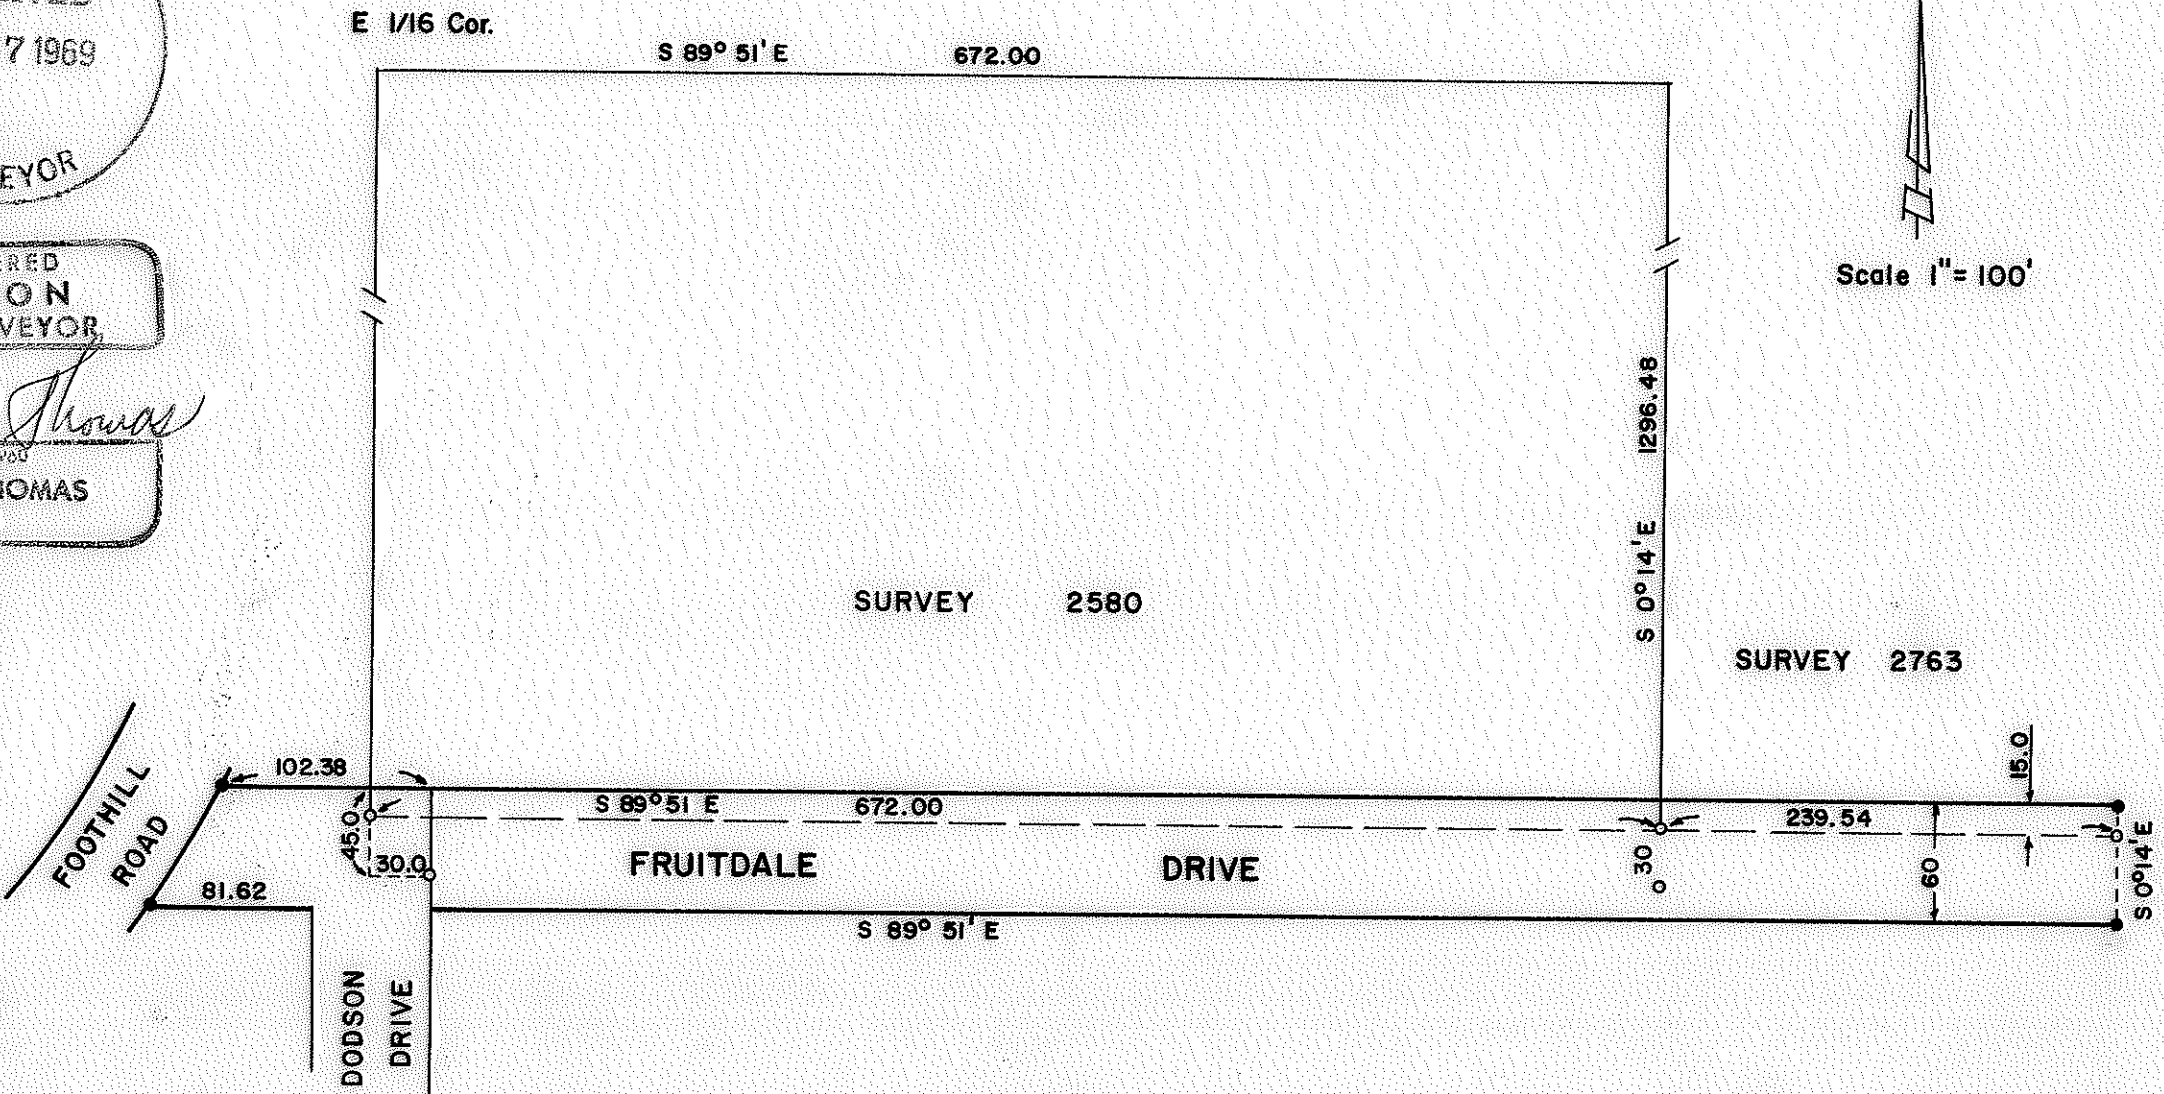 E 1/16 Cor.
S 89° 51' E 672.00
7 1969
EYOR
RED
ON
VEYOR
Thomas
HOMAS
Scale 1"= 100'
1296.48
S 0° 14' E
SURVEY 2580
SURVEY 2763
FOOTHILL
ROAD
102.38
S 89° 51 E 672.00
15.0
239.54
45.0
30.0
FRUITDALE DRIVE
30
60
S 0° 14' E
81.62
S 89° 51' E
DODSON
DRIVE